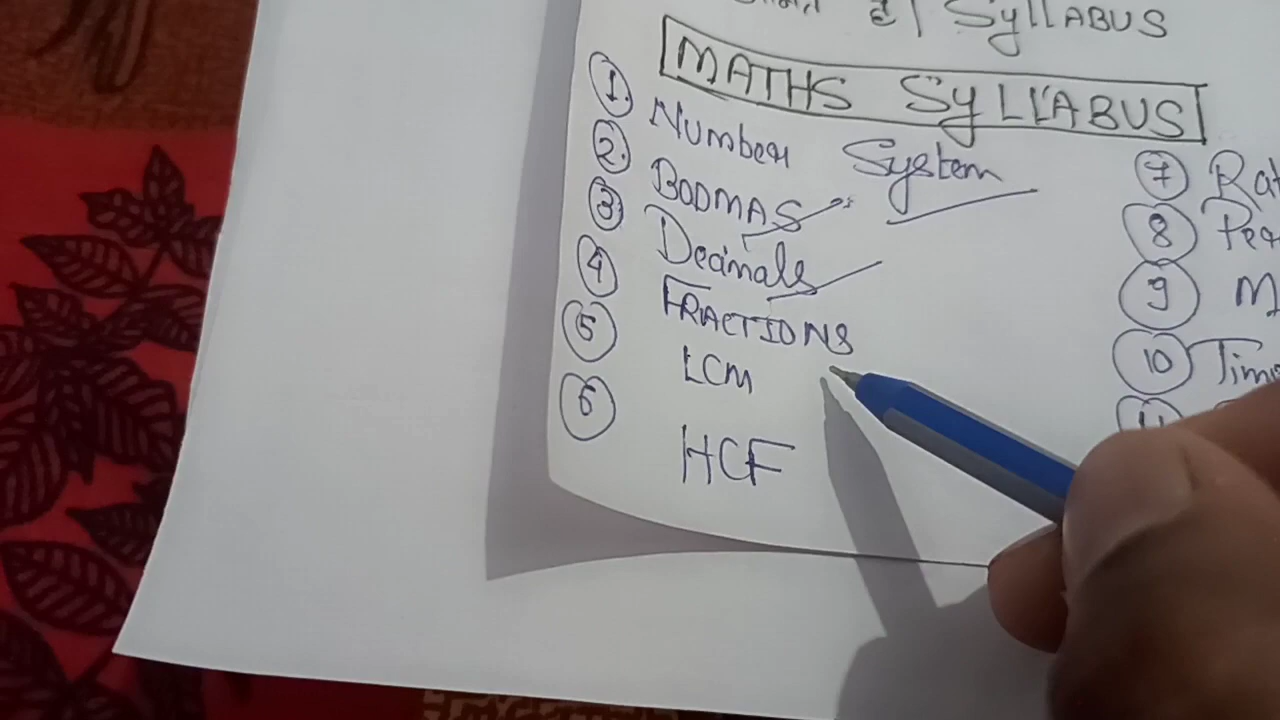 है। SyllABUS
MATHS SyLLABUS
1. Number System
2. BODMAS
3. Decimals
4 FRACTIONS
5 LCM
6 HCF
7
8
9
10
11